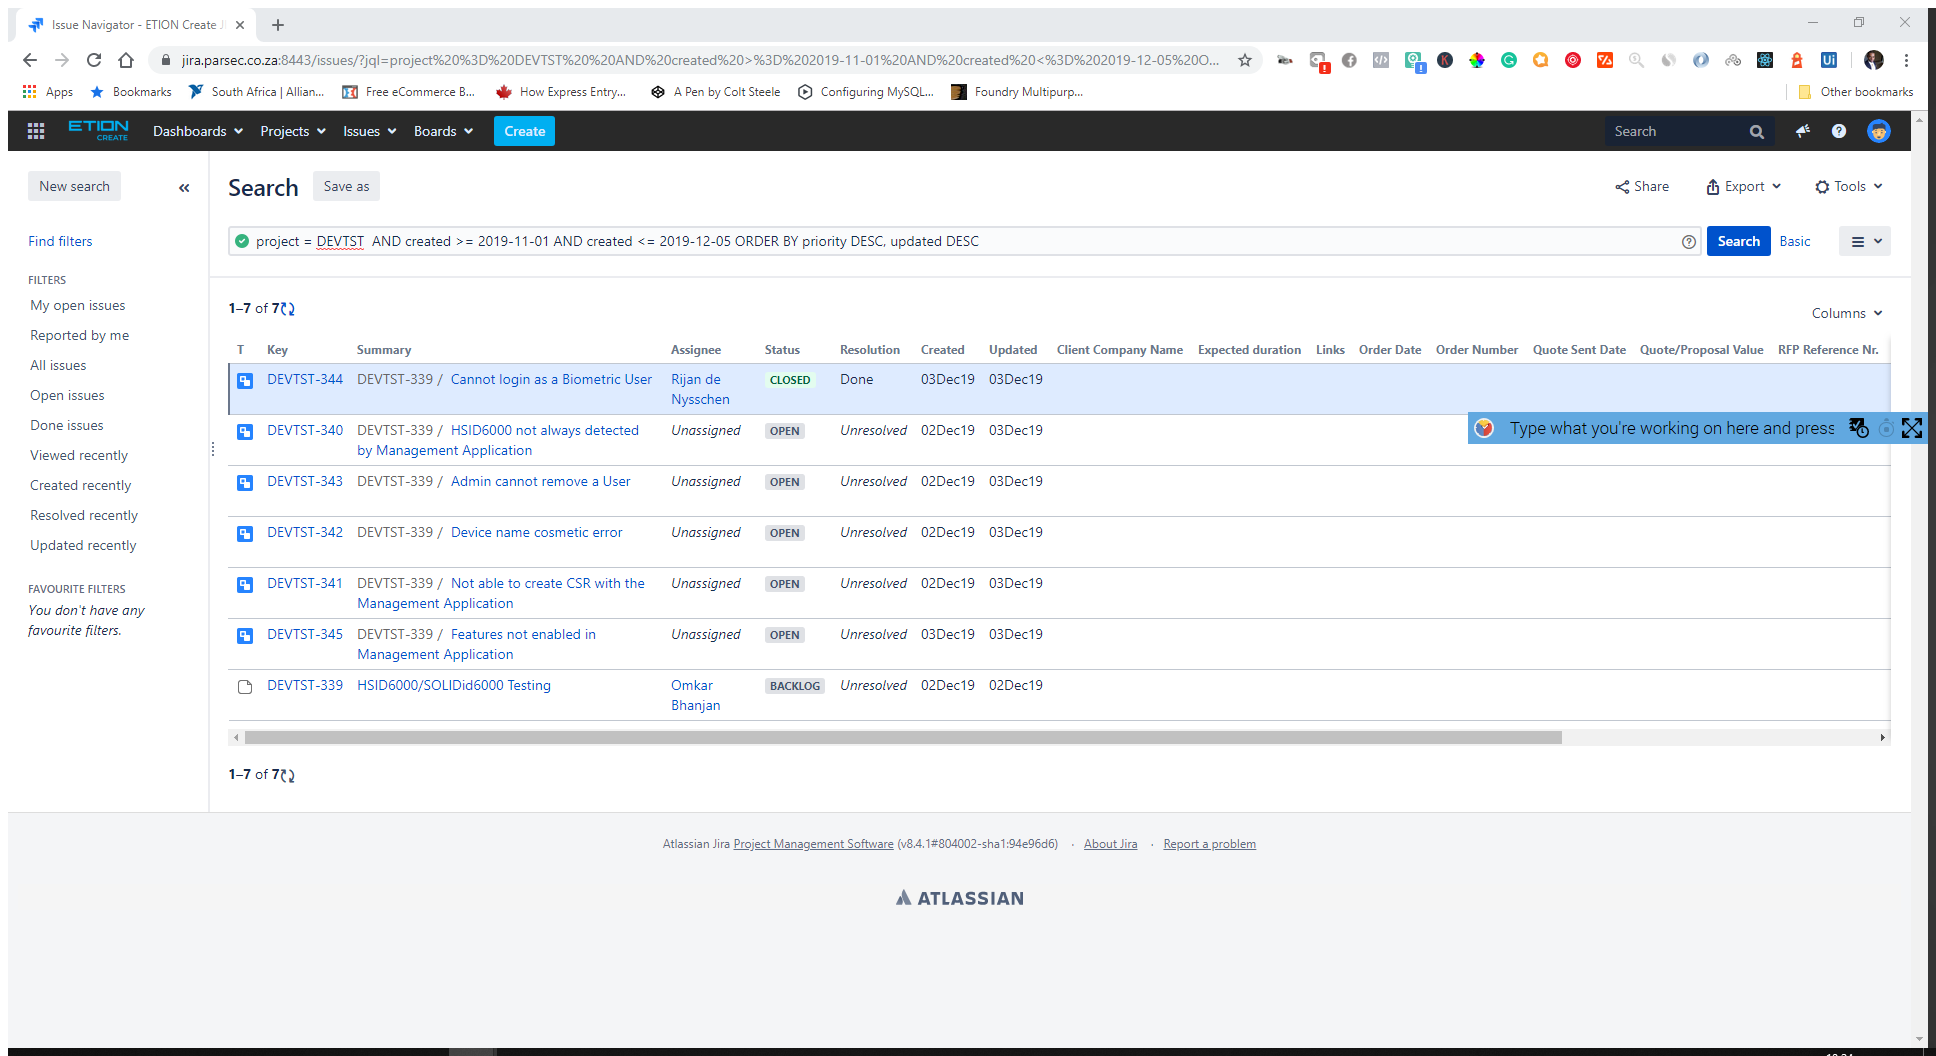 Issue Navigator - ETION Create J
jira.parsec.co.za:8443/issues/?jql=project%20%3D%20DEVTST%20%20AND%20created%20>%3D%202019-11-01%20AND%20created%20<%3D%202019-12-05%20O...
Apps Bookmarks South Africa | Allian... Free eCommerce B... How Express Entry... A Pen by Colt Steele Configuring MySQL... Foundry Multipurp... Other bookmarks
ETION CREATE Dashboards Projects Issues Boards Create Search
New search
Search Save as Share Export Tools
Find filters
project = DEVTST  AND created >= 2019-11-01 AND created <= 2019-12-05 ORDER BY priority DESC, updated DESC Search Basic
FILTERS
My open issues
Reported by me
All issues
Open issues
Done issues
Viewed recently
Created recently
Resolved recently
Updated recently
FAVOURITE FILTERS
You don't have any
favourite filters.
1–7 of 7
Columns
T Key Summary Assignee Status Resolution Created Updated Client Company Name Expected duration Links Order Date Order Number Quote Sent Date Quote/Proposal Value RFP Reference Nr.
DEVTST-344 DEVTST-339 / Cannot login as a Biometric User Rijan de CLOSED Done 03Dec19 03Dec19
Nysschen
Type what you're working on here and press
DEVTST-340 DEVTST-339 / HSID6000 not always detected Unassigned OPEN Unresolved 02Dec19 03Dec19
by Management Application
DEVTST-343 DEVTST-339 / Admin cannot remove a User Unassigned OPEN Unresolved 02Dec19 03Dec19
DEVTST-342 DEVTST-339 / Device name cosmetic error Unassigned OPEN Unresolved 02Dec19 03Dec19
DEVTST-341 DEVTST-339 / Not able to create CSR with the Unassigned OPEN Unresolved 02Dec19 03Dec19
Management Application
DEVTST-345 DEVTST-339 / Features not enabled in Unassigned OPEN Unresolved 03Dec19 03Dec19
Management Application
DEVTST-339 HSID6000/SOLIDid6000 Testing Omkar BACKLOG Unresolved 02Dec19 02Dec19
Bhanjan
1–7 of 7
Atlassian Jira Project Management Software (v8.4.1#804002-sha1:94e96d6) · About Jira · Report a problem
ATLASSIAN